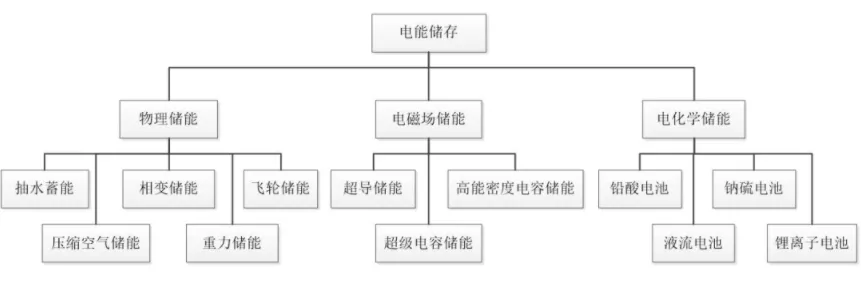 电能储存
物理储能
电磁场储能
电化学储能
抽水蓄能
相变储能
飞轮储能
超导储能
高能密度电容储能
铅酸电池
钠硫电池
压缩空气储能
重力储能
超级电容储能
液流电池
锂离子电池